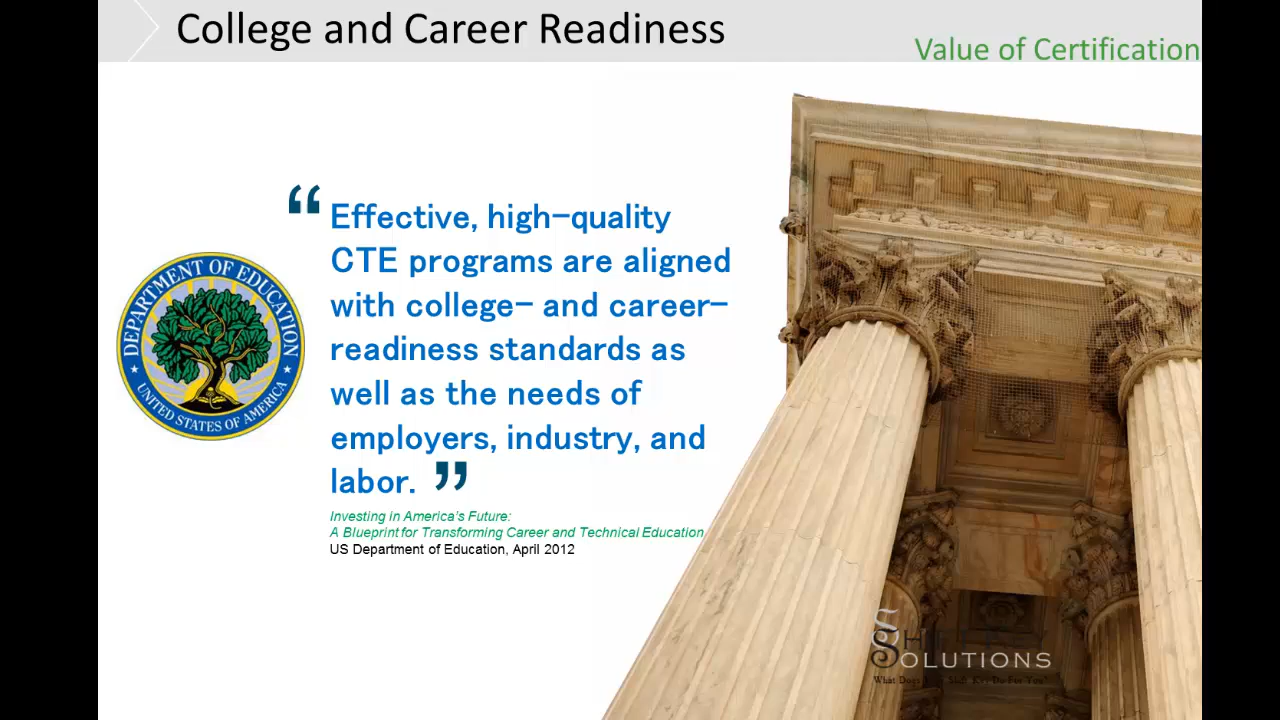 College and Career Readiness
Value of Certification
“ Effective, high-quality
CTE programs are aligned
with college- and career-
readiness standards as
well as the needs of
employers, industry, and
labor. ”
DEPARTMENT OF EDUCATION
UNITED STATES OF AMERICA
Investing in America's Future:
A Blueprint for Transforming Career and Technical Education
US Department of Education, April 2012
SOLUTIONS